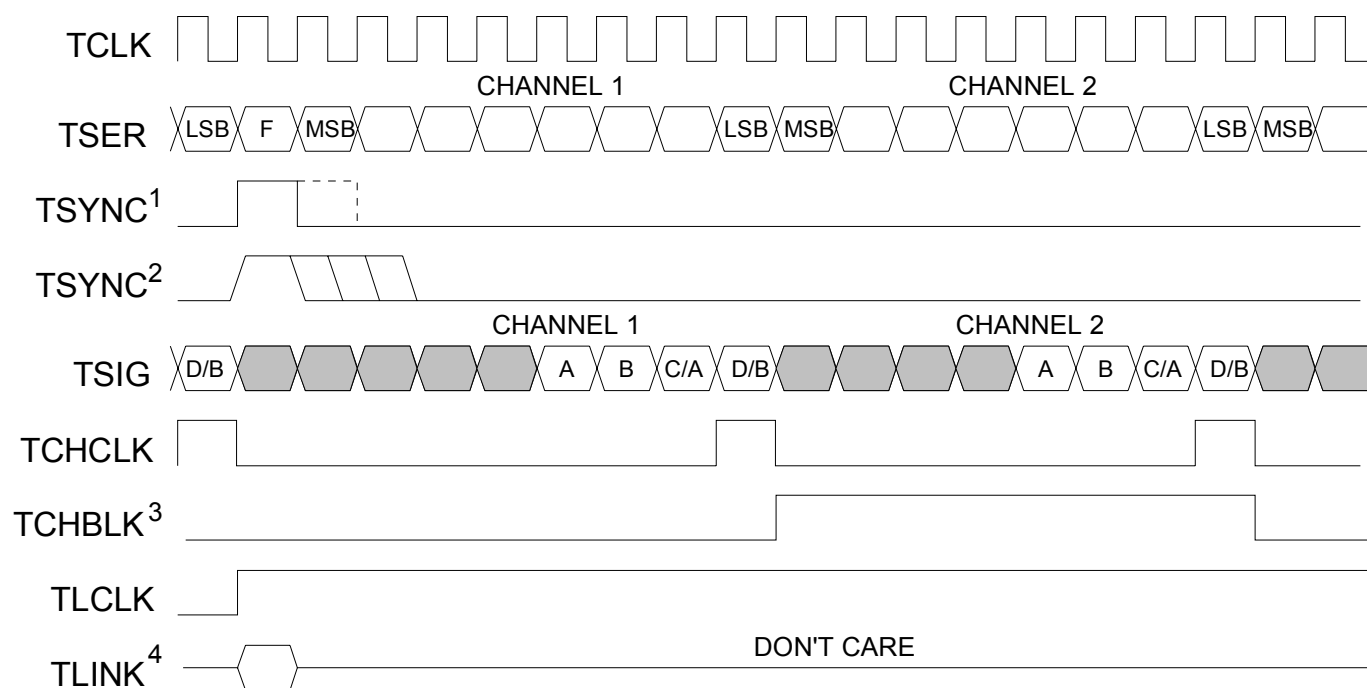 TCLK
CHANNEL 1 CHANNEL 2
TSER LSB F MSB LSB MSB LSB MSB
TSYNC1
TSYNC2
CHANNEL 1 CHANNEL 2
TSIG D/B A B C/A D/B A B C/A D/B
TCHCLK
TCHBLK3
TLCLK
DON'T CARE
TLINK4